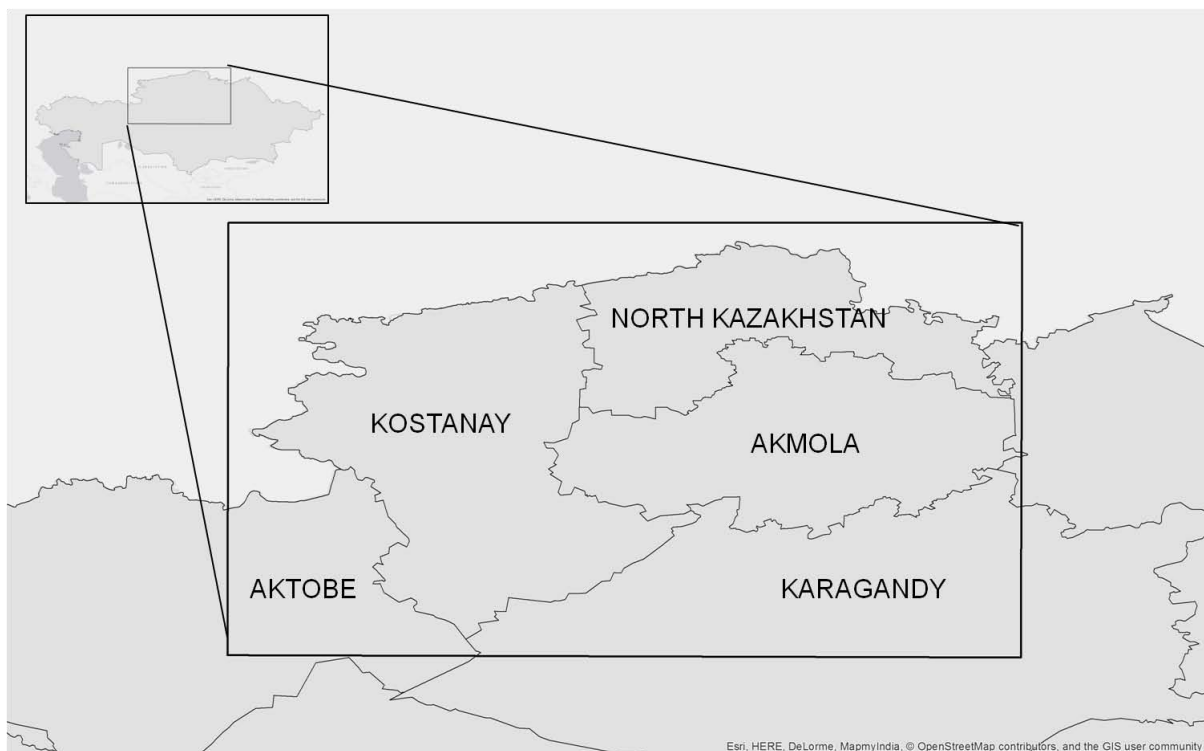 NORTH KAZAKHSTAN
KOSTANAY
AKMOLA
AKTOBE
KARAGANDY
Esri, HERE, DeLorme, MapmyIndia, © OpenStreetMap contributors, and the GIS user community